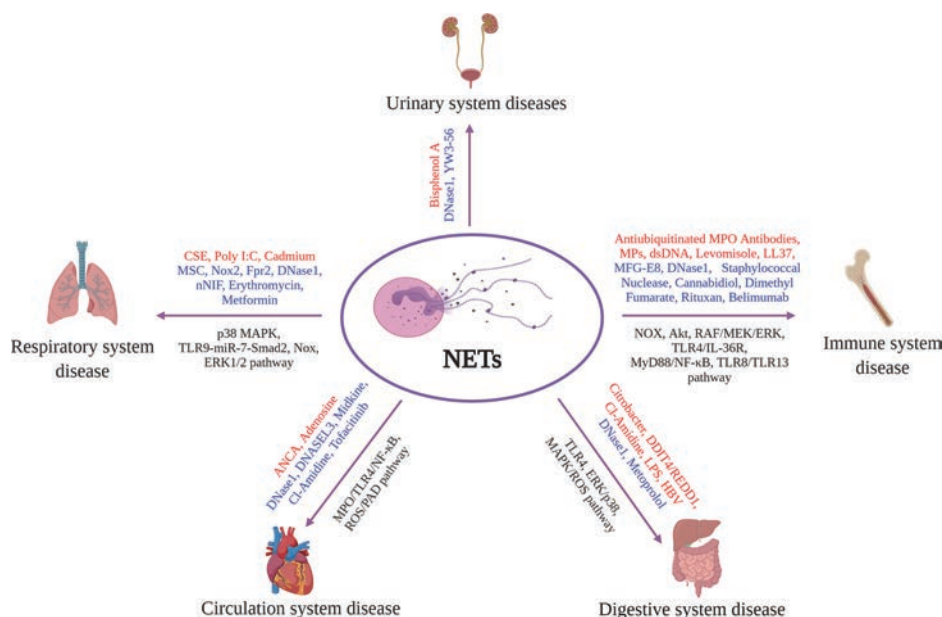 Urinary system diseases
Bisphenol A
DNase1, YW3-56
CSE, Poly I:C, Cadmium
MSC, Nox2, Fpr2, DNase1,
nNIF, Erythromycin,
Metformin
p38 MAPK,
TLR9-miR-7-Smad2, Nox,
ERK1/2 pathway
Respiratory system
disease
NETs
Antiubiquitinated MPO Antibodies,
MPs, dsDNA, Levomisole, LL37,
MFG-E8, DNase1, Staphylococcal
Nuclease, Cannabidiol, Dimethyl
Fumarate, Rituxan, Belimumab
NOX, Akt, RAF/MEK/ERK,
TLR4/IL-36R,
MyD88/NF-κB, TLR8/TLR13
pathway
Immune system
disease
ANCA, Adenosine
DNase1, DNASEL3, Midkine,
Cl-Amidine, Tofacitinib
MPO/TLR4/NF-κB,
ROS/PAD pathway
Circulation system disease
Citrobacter, DDIT4/REDD1,
Cl-Amidine, LPS, HBV
DNase1, Metoprolol
TLR4, ERK/p38,
MAPK/ROS pathway
Digestive system disease